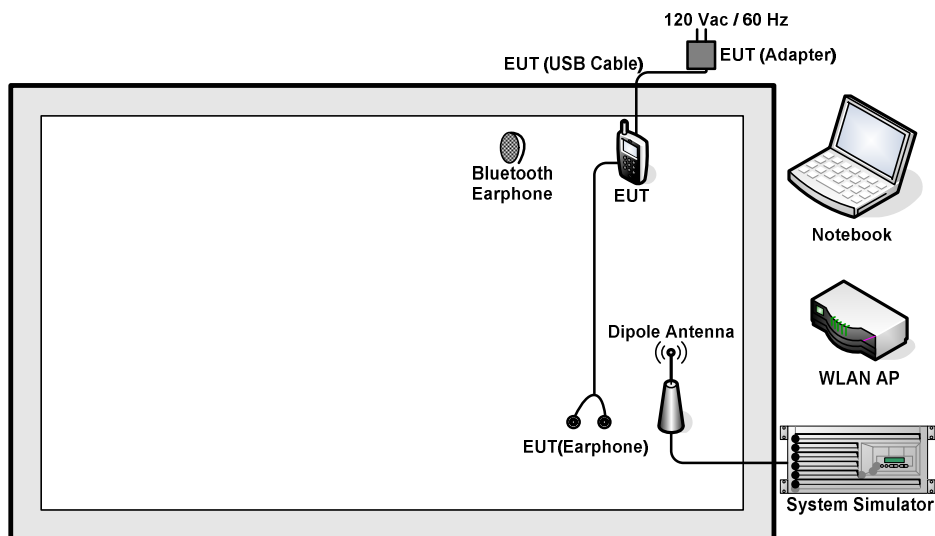 120 Vac / 60 Hz
EUT (Adapter)
EUT (USB Cable)
Bluetooth
Earphone
EUT
Notebook
Dipole Antenna
WLAN AP
EUT(Earphone)
System Simulator